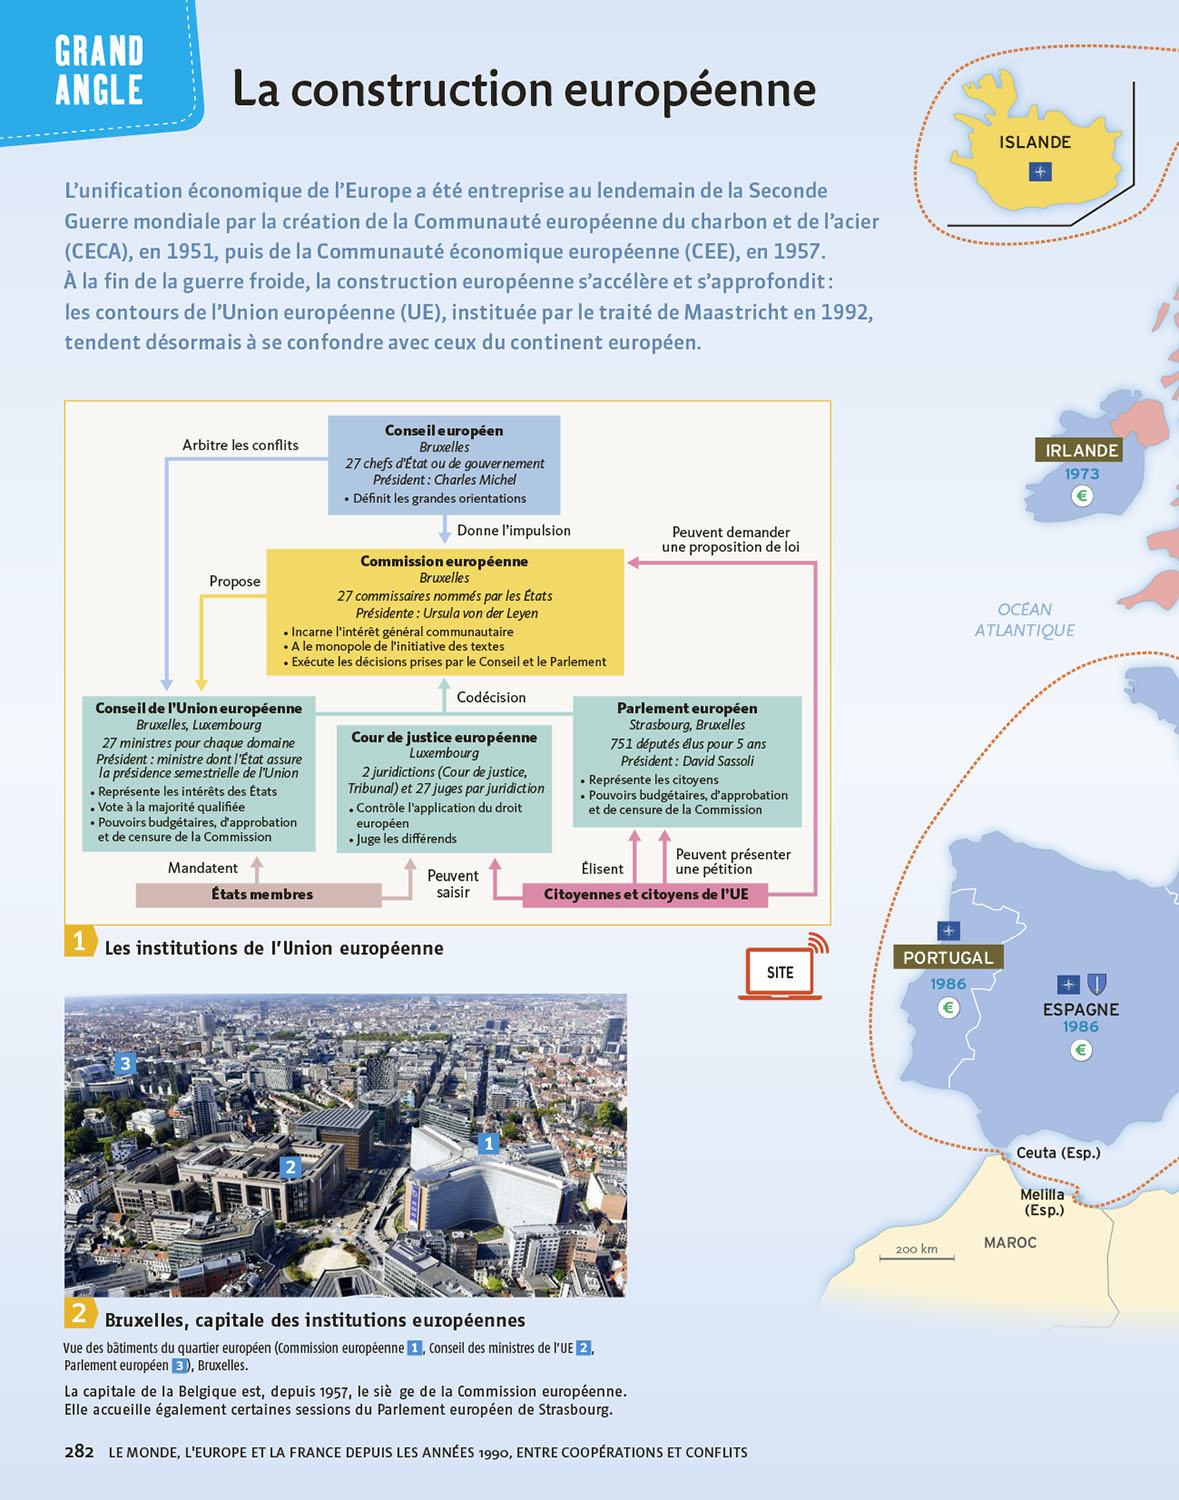 GRAND
ANGLE
La construction européenne
L'unification économique de l'Europe a été entreprise au lendemain de la Seconde
Guerre mondiale par la création de la Communauté européenne du charbon et de l'acier
(CECA), en 1951, puis de la Communauté économique européenne (CEE), en 1957.
À la fin de la guerre froide, la construction européenne s'accélère et s'approfondit :
les contours de l'Union européenne (UE), instituée par le traité de Maastricht en 1992,
tendent désormais à se confondre avec ceux du continent européen.
Arbitre les conflits
Conseil européen
Bruxelles
27 chefs d'État ou de gouvernement
Président : Charles Michel
• Définit les grandes orientations
Donne l'impulsion
Peuvent demander
une proposition de loi
Propose
Commission européenne
Bruxelles
27 commissaires nommés par les États
Présidente : Ursula von der Leyen
• Incarne l'intérêt général communautaire
• A le monopole de l'initiative des textes
• Exécute les décisions prises par le Conseil et le Parlement
Codécision
Conseil de l'Union européenne
Bruxelles, Luxembourg
27 ministres pour chaque domaine
Président : ministre dont l'État assure
la présidence semestrielle de l'Union
• Représente les intérêts des États
• Vote à la majorité qualifiée
• Pouvoirs budgétaires, d'approbation
et de censure de la Commission
Cour de justice européenne
Luxembourg
2 juridictions (Cour de justice,
Tribunal) et 27 juges par juridiction
• Contrôle l'application du droit
européen
• Juge les différends
Parlement européen
Strasbourg, Bruxelles
751 députés élus pour 5 ans
Président : David Sassoli
• Représente les citoyens
• Pouvoirs budgétaires, d'approbation
et de censure de la Commission
Mandatent
Peuvent
saisir
Élisent
Peuvent présenter
une pétition
États membres
Citoyennes et citoyens de l'UE
1 Les institutions de l'Union européenne
SITE
3
1
2
2 Bruxelles, capitale des institutions européennes
Vue des bâtiments du quartier européen (Commission européenne 1, Conseil des ministres de l'UE 2,
Parlement européen 3), Bruxelles.
La capitale de la Belgique est, depuis 1957, le siè ge de la Commission européenne.
Elle accueille également certaines sessions du Parlement européen de Strasbourg.
ISLANDE
IRLANDE
1973
€
OCÉAN
ATLANTIQUE
PORTUGAL
1986
€
ESPAGNE
1986
€
Ceuta (Esp.)
Melilla
(Esp.)
MAROC
200 km
282 LE MONDE, L'EUROPE ET LA FRANCE DEPUIS LES ANNÉES 1990, ENTRE COOPÉRATIONS ET CONFLITS